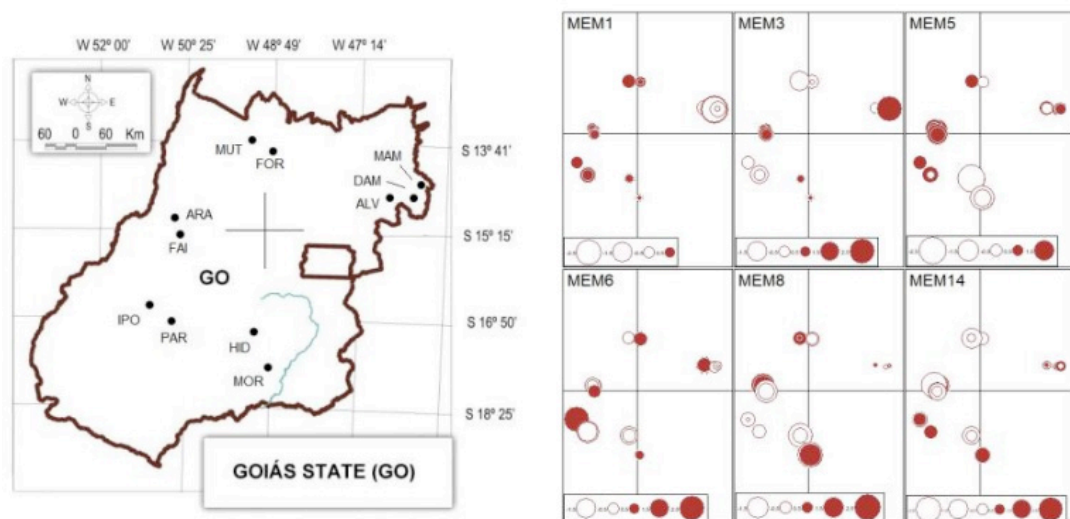 W 52º 00' W 50º 25' W 48º 49' W 47º 14'
N
W E
S
60 0 60 Km
MUT
FOR
MAM
DAM
ALV
ARA
FAI
GO
IPO
PAR
HID
MOR
S 13º 41'
S 15º 15'
S 16º 50'
S 18º 25'
GOIÁS STATE (GO)
MEM1 MEM3 MEM5
MEM6 MEM8 MEM14